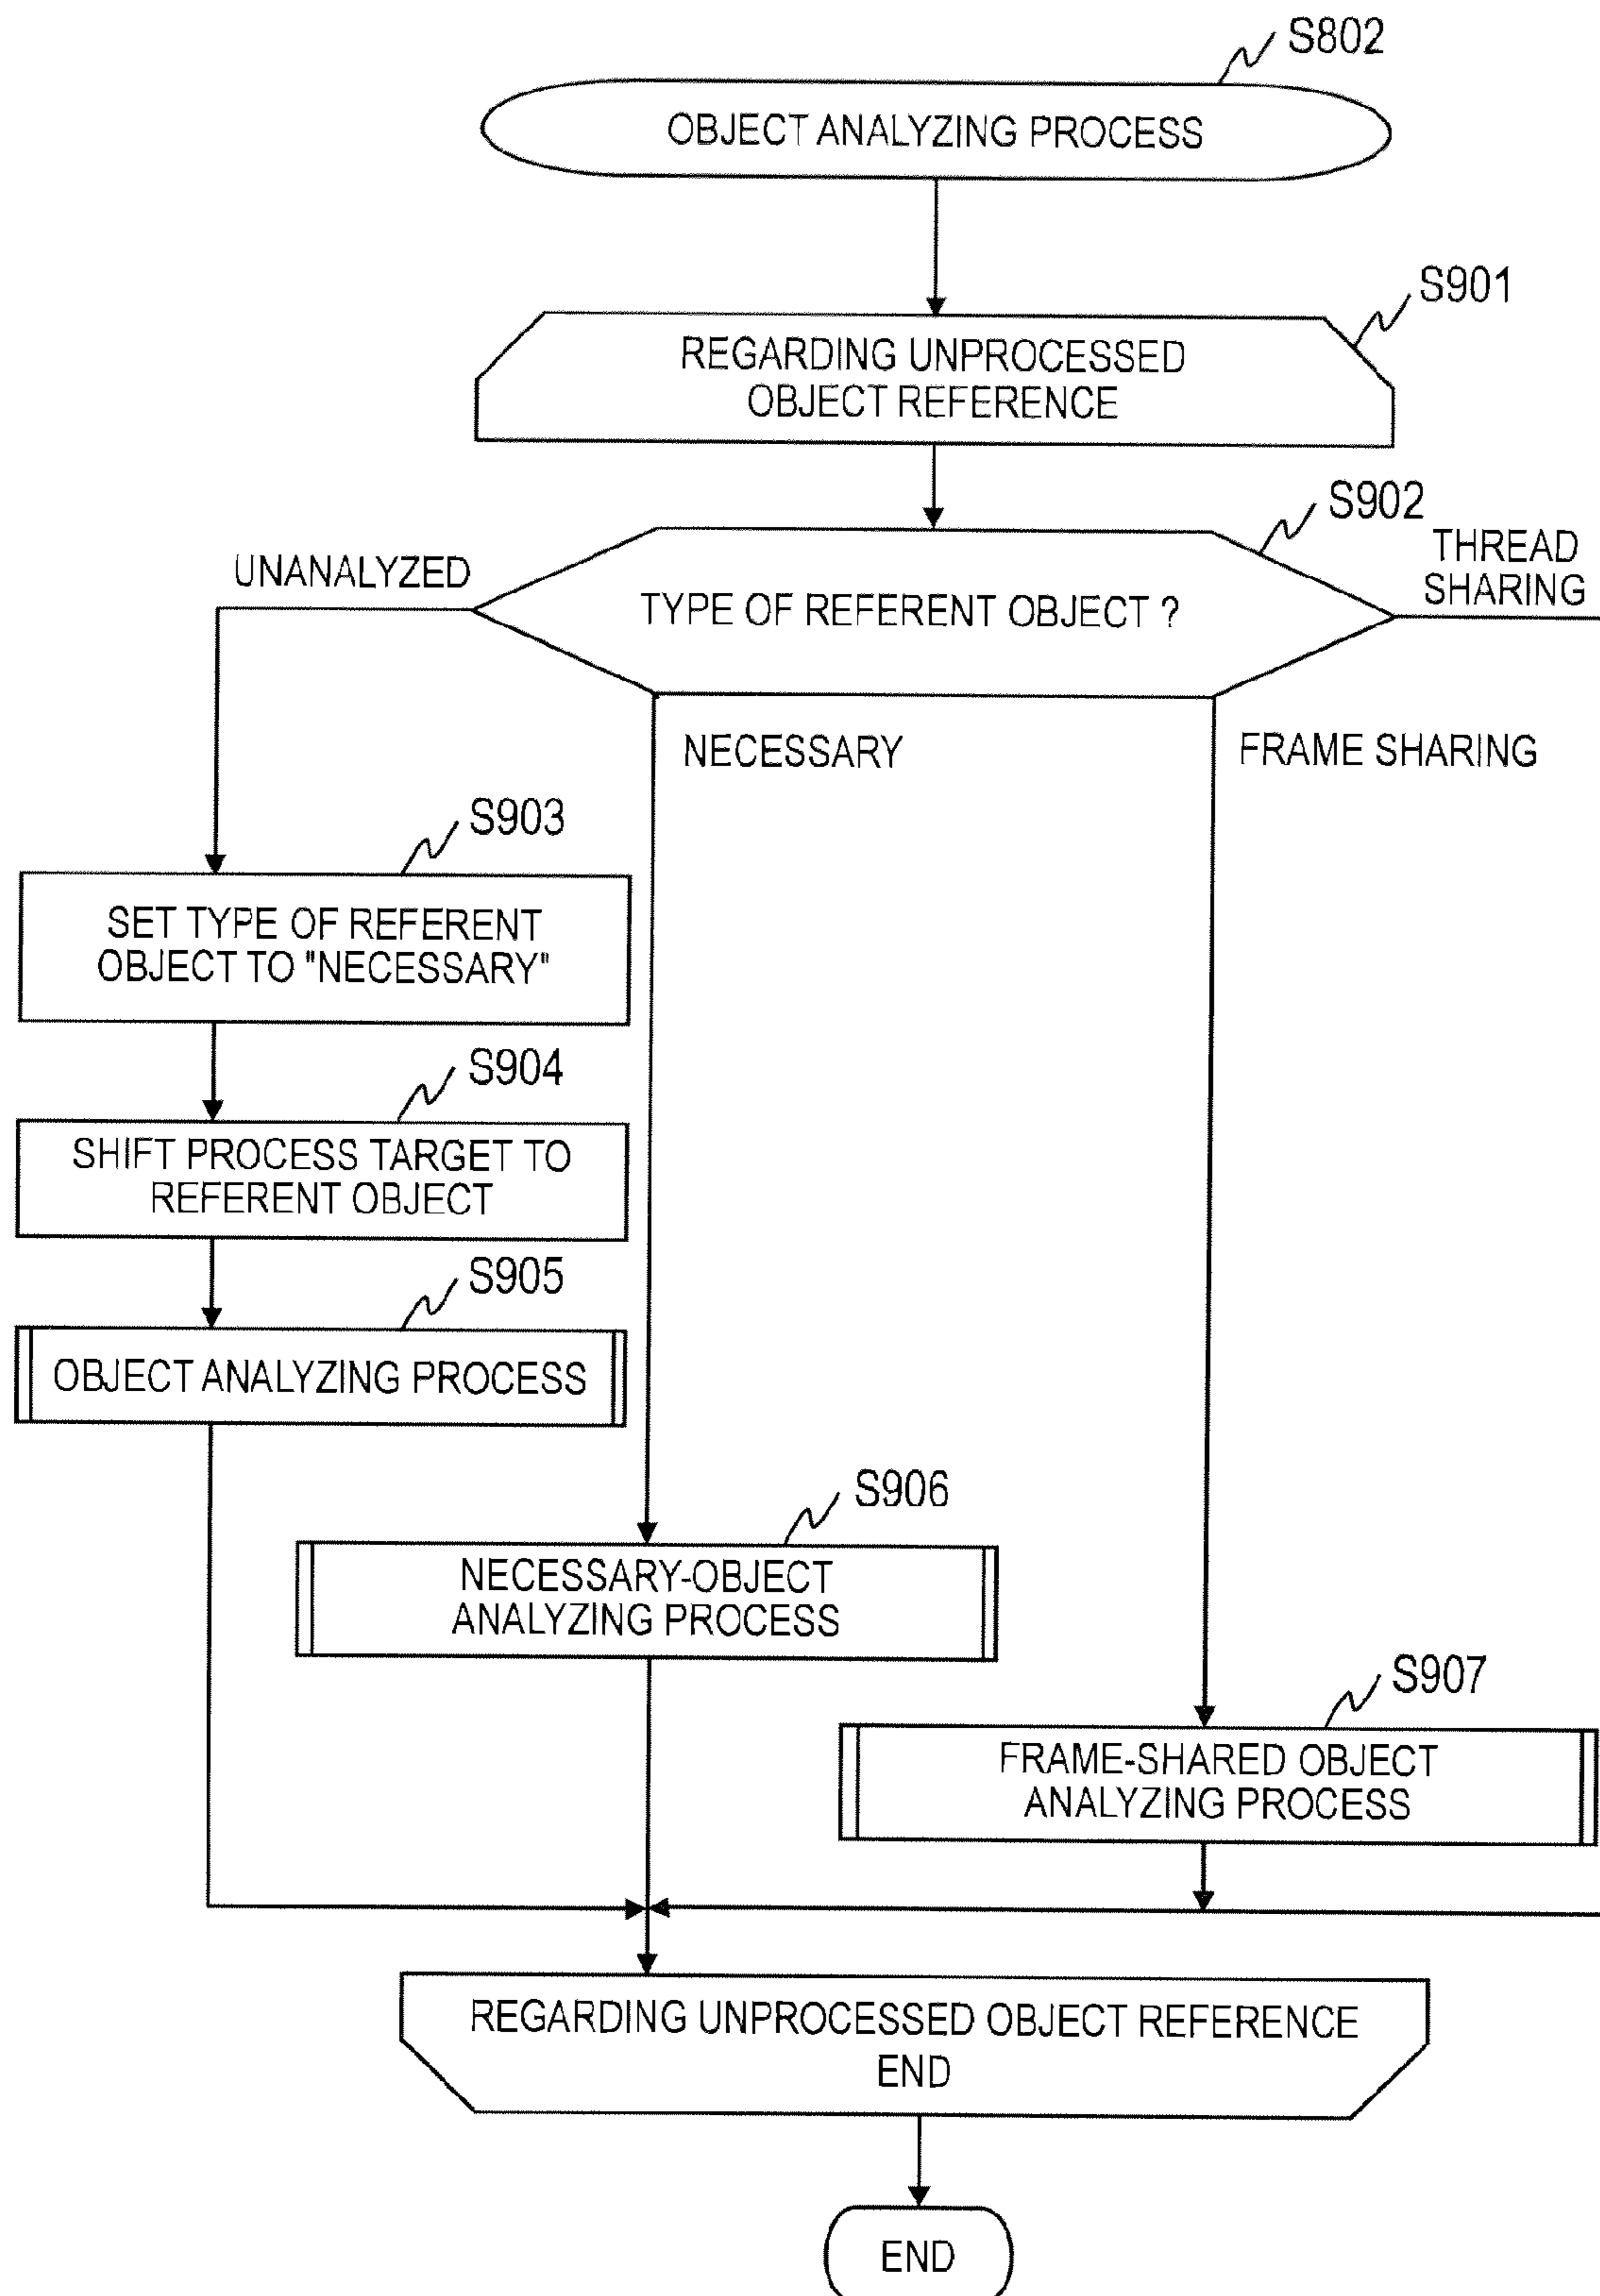 S802
OBJECT ANALYZING PROCESS
S901
REGARDING UNPROCESSED
OBJECT REFERENCE
S902
THREAD
SHARING
UNANALYZED
TYPE OF REFERENT OBJECT ?
NECESSARY
FRAME SHARING
S903
SET TYPE OF REFERENT
OBJECT TO "NECESSARY"
S904
SHIFT PROCESS TARGET TO
REFERENT OBJECT
S905
OBJECT ANALYZING PROCESS
S906
NECESSARY-OBJECT
ANALYZING PROCESS
S907
FRAME-SHARED OBJECT
ANALYZING PROCESS
REGARDING UNPROCESSED OBJECT REFERENCE
END
END